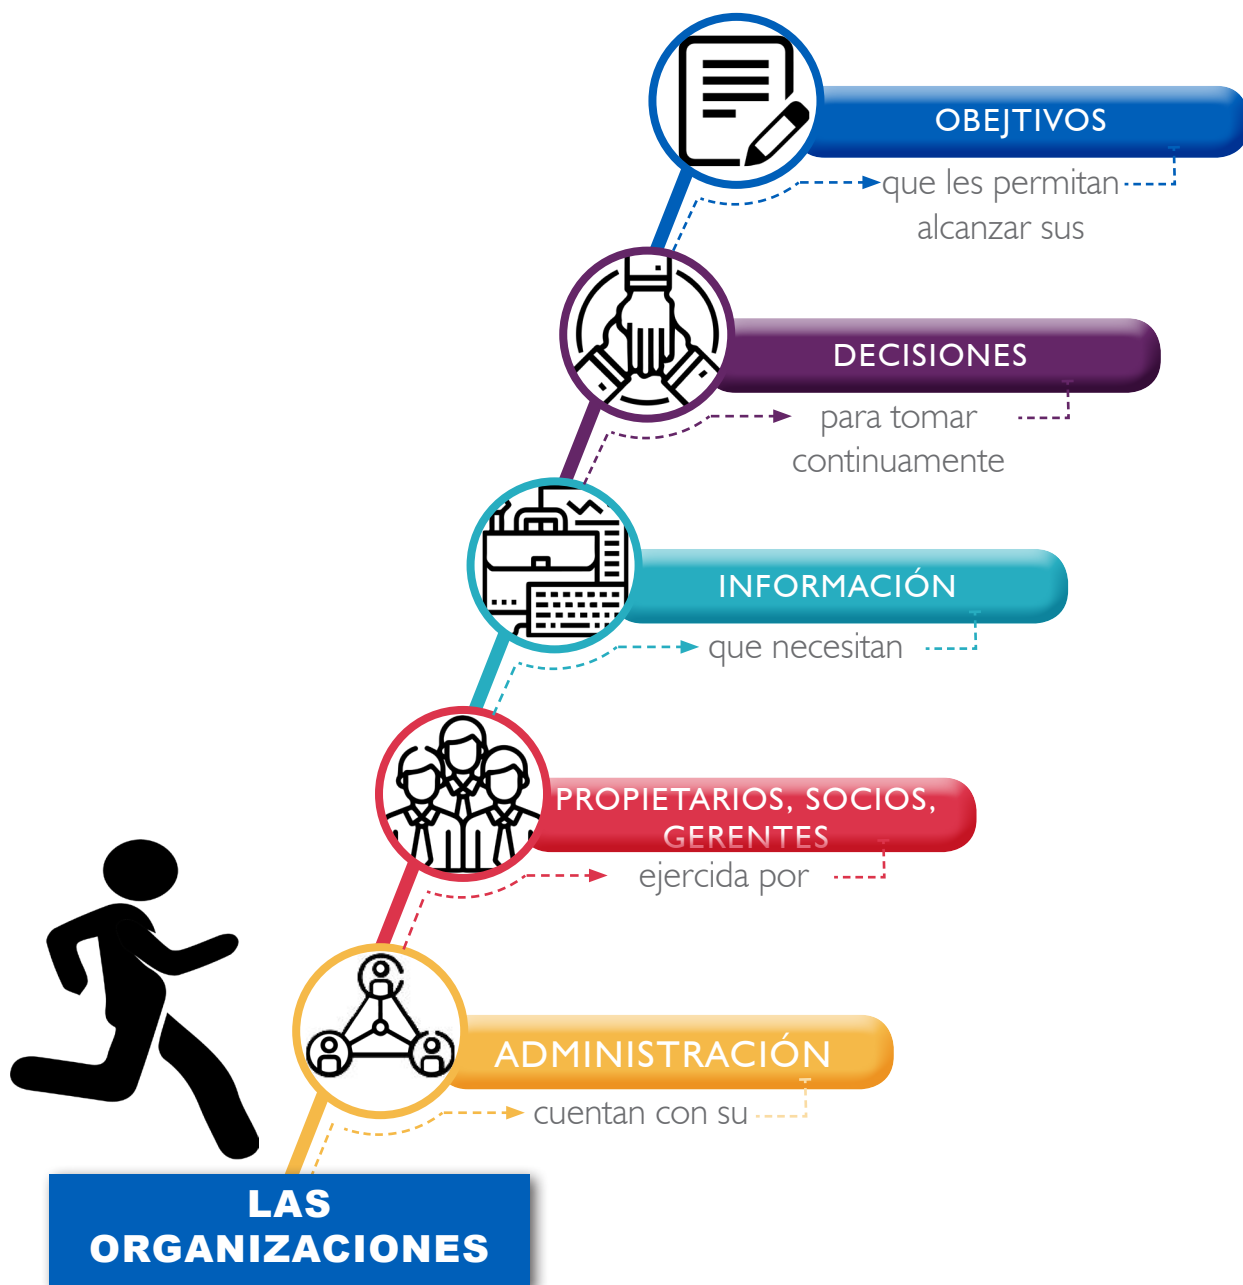 OBEJTIVOS
que les permitan
alcanzar sus
DECISIONES
para tomar
continuamente
INFORMACIÓN
que necesitan
PROPIETARIOS, SOCIOS,
GERENTES
ejercida por
ADMINISTRACIÓN
cuentan con su
LAS
ORGANIZACIONES